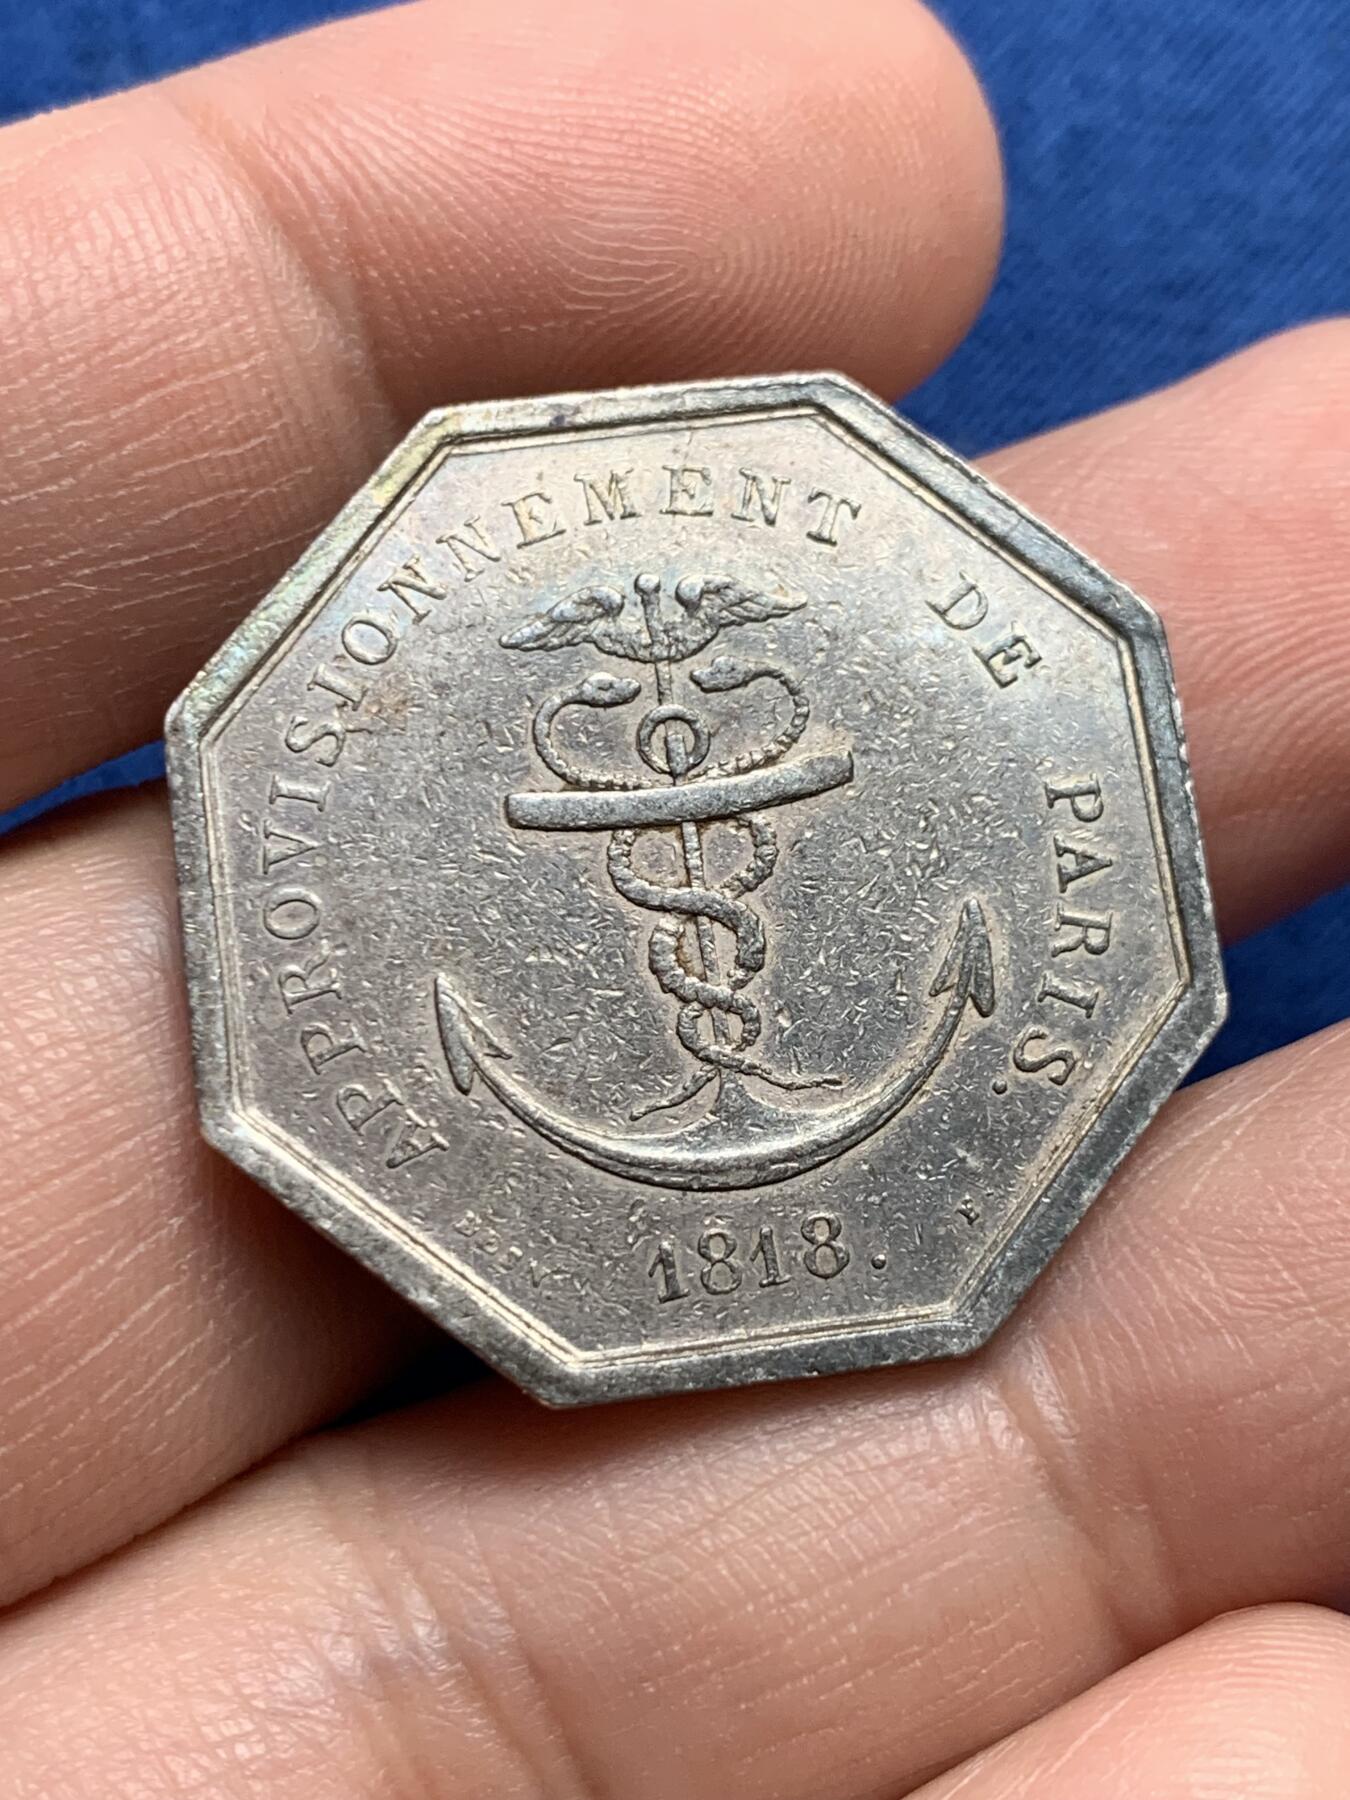 APPROVISIONNEMENT DE PARIS.
1818.